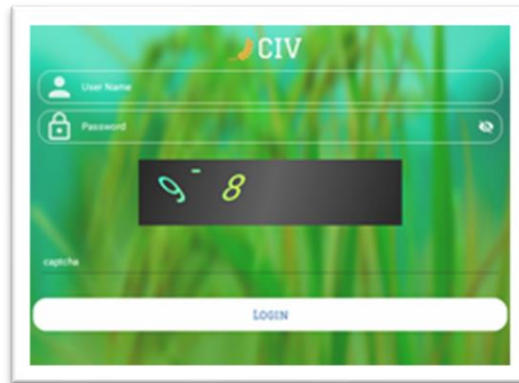 CIV
User Name
Password
9 - 8
captcha
LOGIN